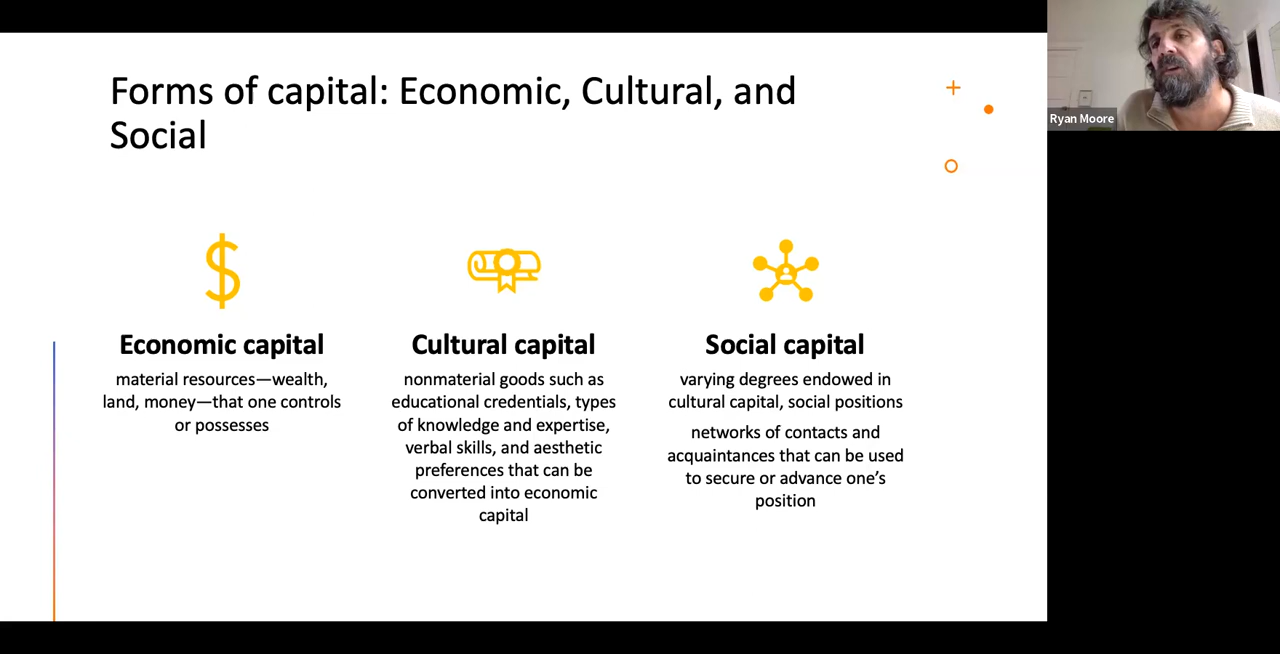 Forms of capital: Economic, Cultural, and
Social
Ryan Moore
Economic capital
material resources—wealth,
land, money—that one controls
or possesses
Cultural capital
nonmaterial goods such as
educational credentials, types
of knowledge and expertise,
verbal skills, and aesthetic
preferences that can be
converted into economic
capital
Social capital
varying degrees endowed in
cultural capital, social positions
networks of contacts and
acquaintances that can be used
to secure or advance one’s
position